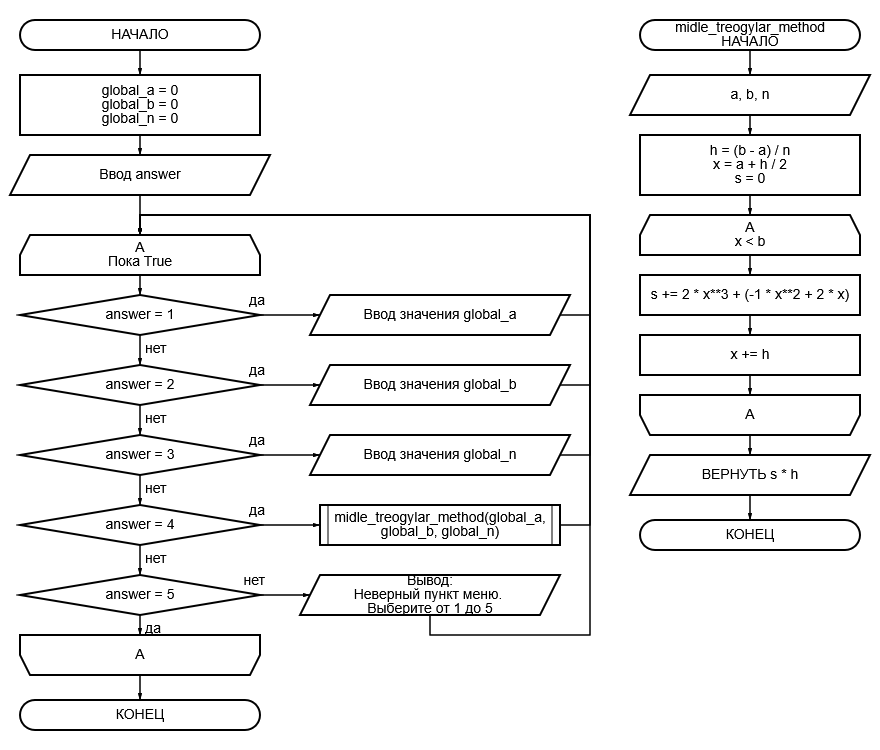 НАЧАЛО
global_a = 0
global_b = 0
global_n = 0
Ввод answer
А
Пока True
answer = 1
да
Ввод значения global_a
нет
answer = 2
да
Ввод значения global_b
нет
answer = 3
да
Ввод значения global_n
нет
answer = 4
да
midle_treogylar_method(global_a,
global_b, global_n)
нет
answer = 5
нет
Вывод:
Неверный пункт меню.
Выберите от 1 до 5
да
А
КОНЕЦ
midle_treogylar_method
НАЧАЛО
a, b, n
h = (b - a) / n
x = a + h / 2
s = 0
А
x < b
s += 2 * x**3 + (-1 * x**2 + 2 * x)
x += h
А
ВЕРНУТЬ s * h
КОНЕЦ